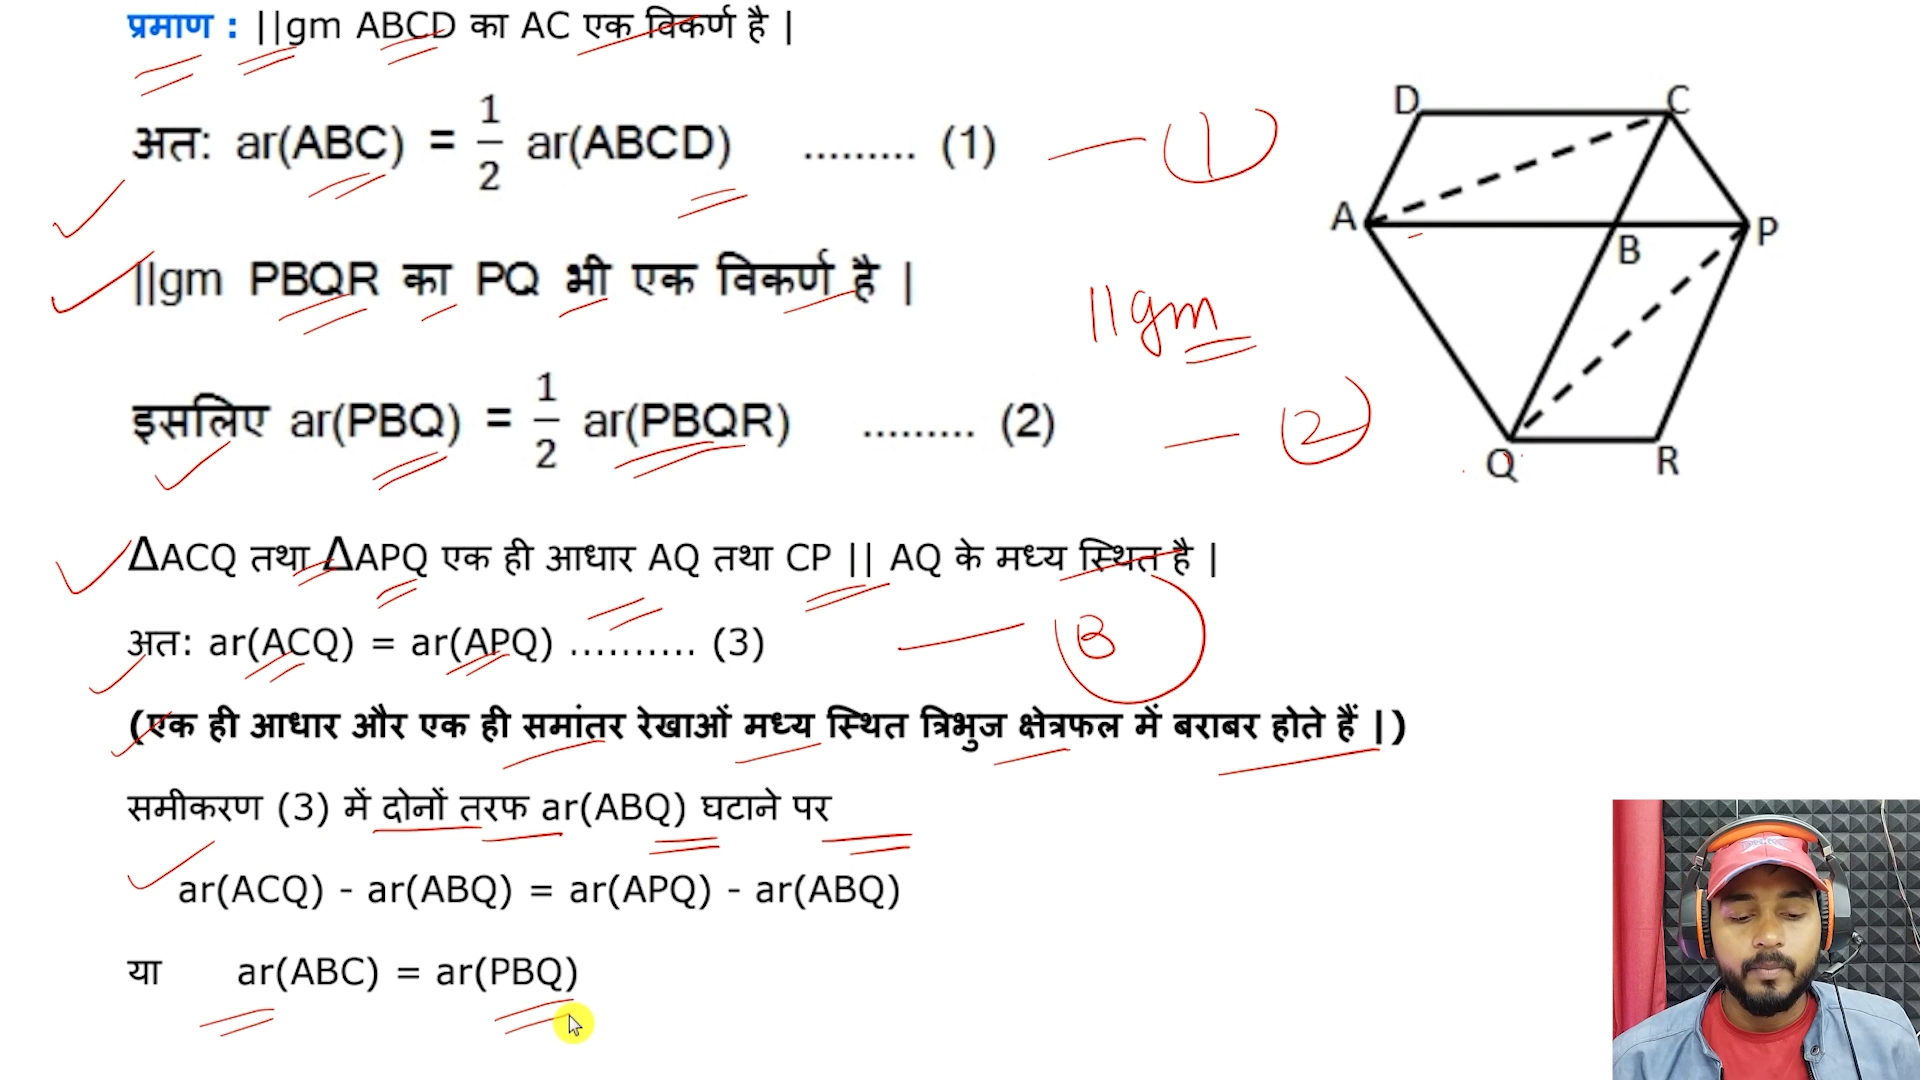 प्रमाण : ||gm ABCD का AC एक विकर्ण है |
अत: ar(ABC) = 1/2 ar(ABCD) ......... (1) — 1
||gm PBQR का PQ भी एक विकर्ण है |
||gm
इसलिए ar(PBQ) = 1/2 ar(PBQR) ......... (2) — 2
ΔACQ तथा ΔAPQ एक ही आधार AQ तथा CP || AQ के मध्य स्थित है |
अत: ar(ACQ) = ar(APQ) .......... (3) — 3
(एक ही आधार और एक ही समांतर रेखाओं मध्य स्थित त्रिभुज क्षेत्रफल में बराबर होते हैं |)
समीकरण (3) में दोनों तरफ ar(ABQ) घटाने पर
ar(ACQ) - ar(ABQ) = ar(APQ) - ar(ABQ)
या ar(ABC) = ar(PBQ)
D C
A B P
Q R